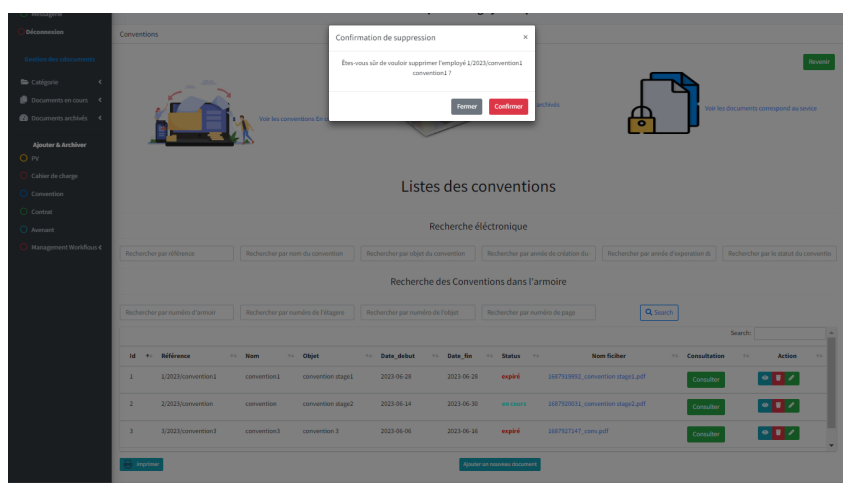 Messagerie
Déconnexion
Conventions
Confirmation de suppression
×
Êtes-vous sûr de vouloir supprimer l'employé 1/2023/convention1
convention1 ?
Fermer
Confirmer
Gestion des documents
Revenir
Catégorie
Documents en cours
Documents archivés
Voir les conventions En
archivés
Voir les documents correspond au sevice
Ajouter & Archiver
PV
Cahier de charge
Convention
Contrat
Avenant
Management Workflous
Listes des conventions
Recherche éléctronique
Rechercher par référence
Rechercher par nom du convention
Rechercher par objet du convention
Rechercher par année de création du
Rechercher par année d'experation du
Rechercher par le statut du convention
Recherche des Conventions dans l'armoire
Rechercher par numéro d'armoir
Rechercher par numéro de l'étagere
Rechercher par numéro de l'objet
Rechercher par numéro de page
Search
Search:
Id Référence Nom Objet Date_debut Date_fin Status Nom ficiher Consultation Action
1 1/2023/convention1 convention1 convention stage1 2023-06-28 2023-06-28 expiré 1687919892_convention stage1.pdf Consulter
2 2/2023/convention convention convention stage2 2023-06-14 2023-06-30 en cours 1687920031_convention stage2.pdf Consulter
3 3/2023/convention3 convention3 convention 3 2023-06-06 2023-06-16 expiré 1687927147_conv.pdf Consulter
Imprimer
Ajouter un nouveau document